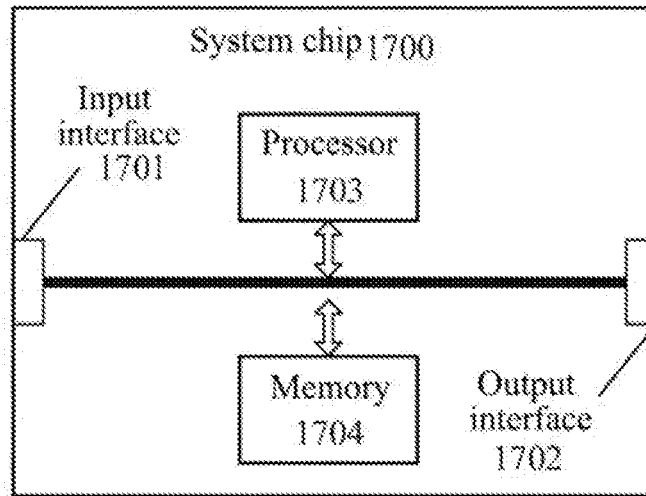 System chip 1700
Input
interface
1701
Processor
1703
Memory
1704
Output
interface
1702